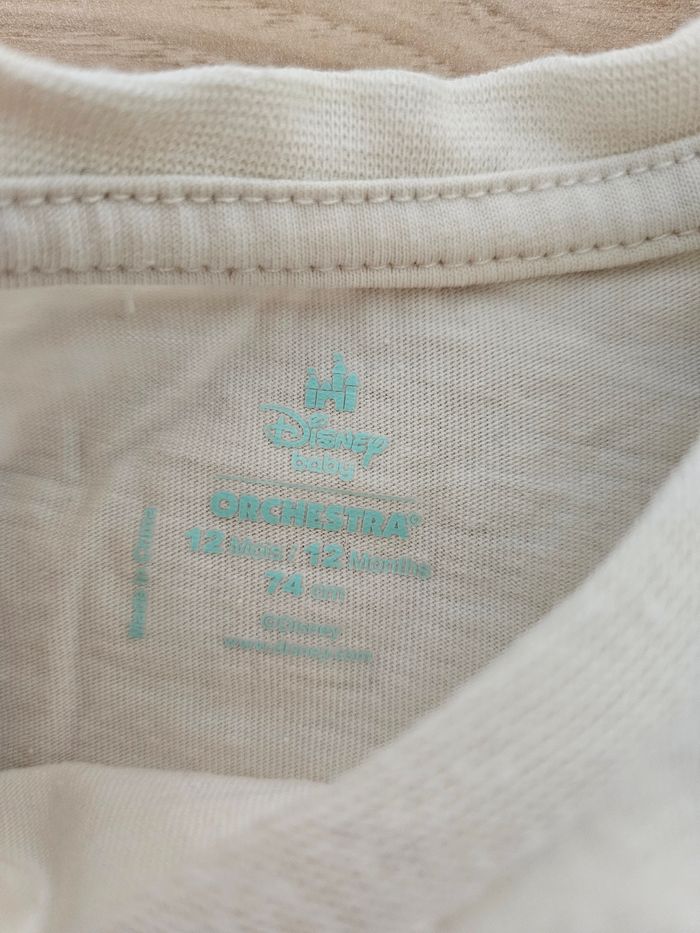 Disney
baby
ORCHESTRA®
12 Mois / 12 Months
74 cm
©Disney
www.disney.com
Made in China